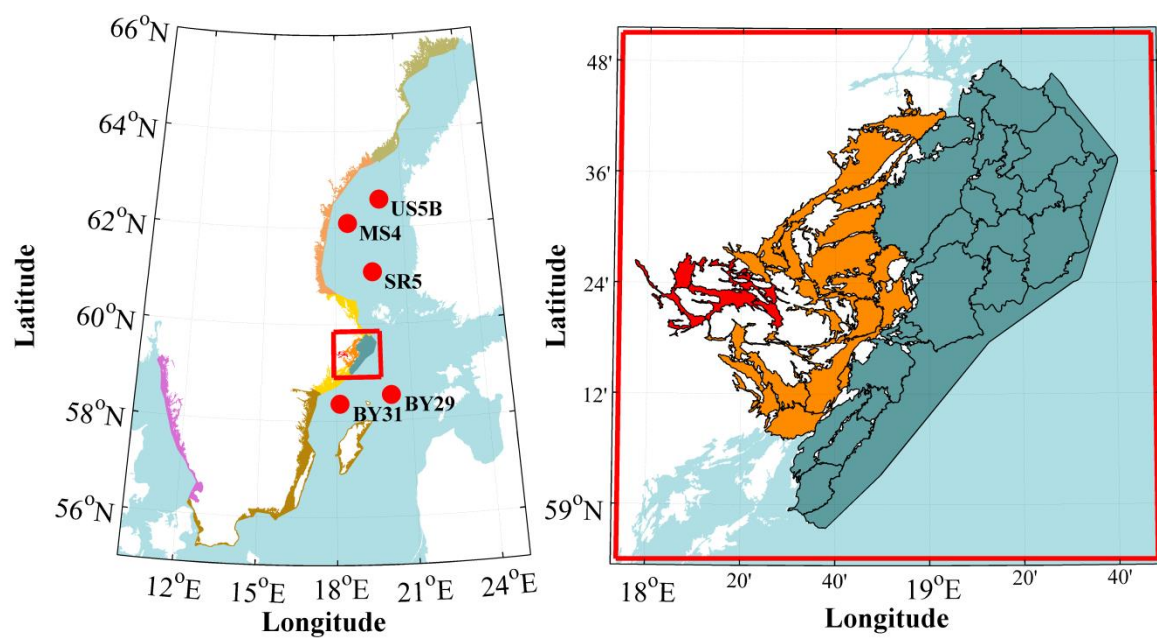 66°N
64°N
62°N
60°N
58°N
56°N
Latitude
US5B
MS4
SR5
BY31
BY29
12°E
15°E
18°E
21°E
24°E
Longitude
48'
36'
24'
12'
59°N
Latitude
18°E
20'
40'
19°E
20'
40'
Longitude